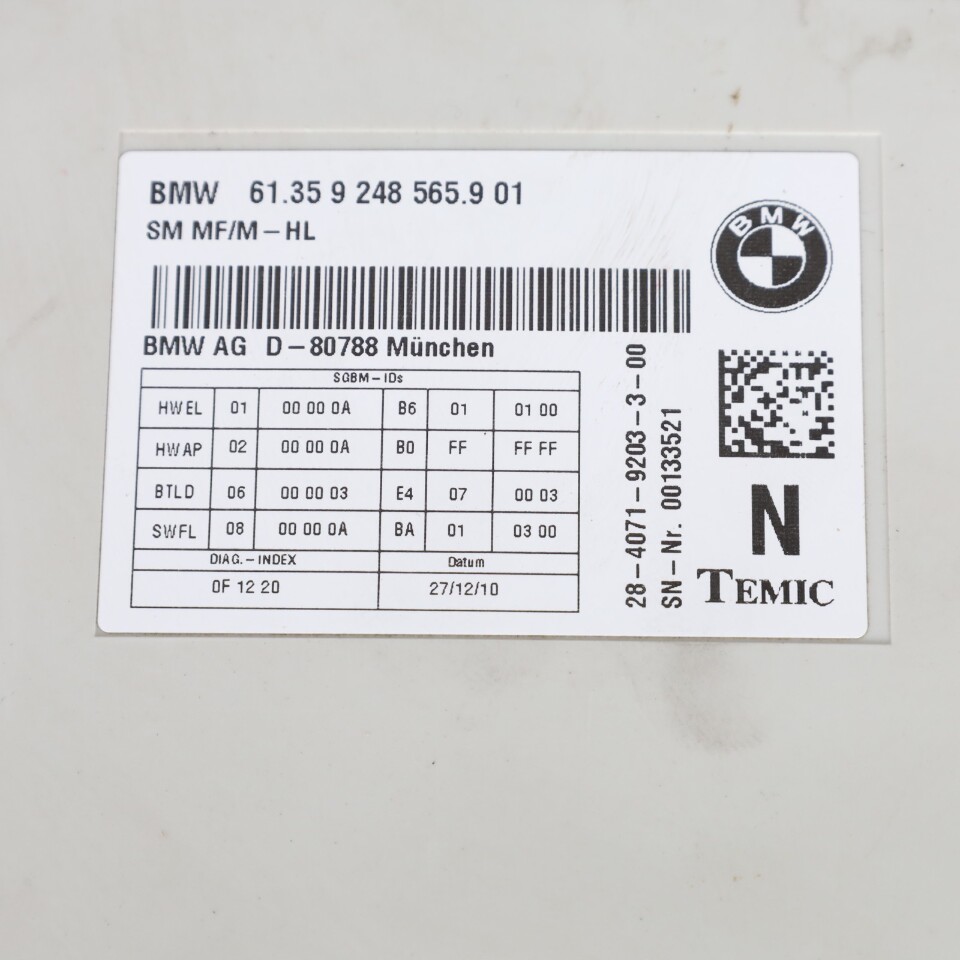 BMW 61.35 9 248 565.9 01
SM MF/M-HL
BMW
BMW AG D-80788 München
SGBM-IDs
HWEL 01 00 00 0A B6 01 01 00
HWAP 02 00 00 0A B0 FF FF FF
BTLD 06 00 00 03 E4 07 00 03
SWFL 08 00 00 0A BA 01 03 00
DIAG.-INDEX Datum
0F 12 20 27/12/10
28-4071-9203-3-00
SN-Nr. 00133521
N
TEMIC